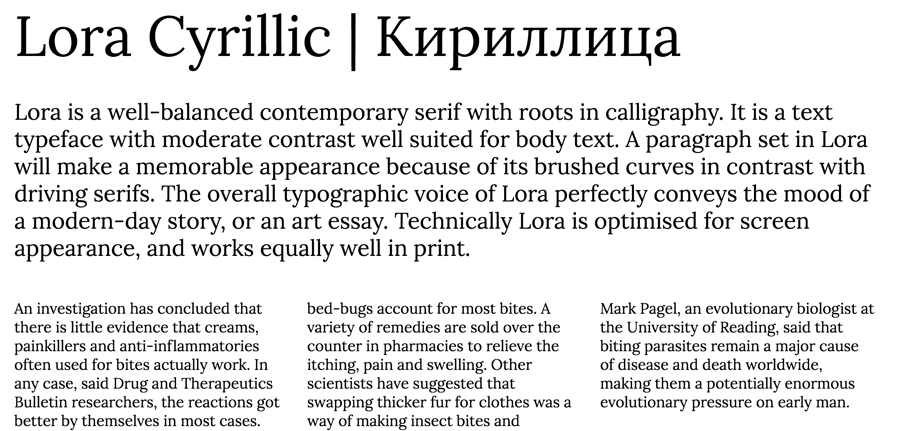 Lora Cyrillic | Кириллица
Lora is a well-balanced contemporary serif with roots in calligraphy. It is a text
typeface with moderate contrast well suited for body text. A paragraph set in Lora
will make a memorable appearance because of its brushed curves in contrast with
driving serifs. The overall typographic voice of Lora perfectly conveys the mood of
a modern-day story, or an art essay. Technically Lora is optimised for screen
appearance, and works equally well in print.
An investigation has concluded that
there is little evidence that creams,
painkillers and anti-inflammatories
often used for bites actually work. In
any case, said Drug and Therapeutics
Bulletin researchers, the reactions got
better by themselves in most cases.
bed-bugs account for most bites. A
variety of remedies are sold over the
counter in pharmacies to relieve the
itching, pain and swelling. Other
scientists have suggested that
swapping thicker fur for clothes was a
way of making insect bites and
Mark Pagel, an evolutionary biologist at
the University of Reading, said that
biting parasites remain a major cause
of disease and death worldwide,
making them a potentially enormous
evolutionary pressure on early man.